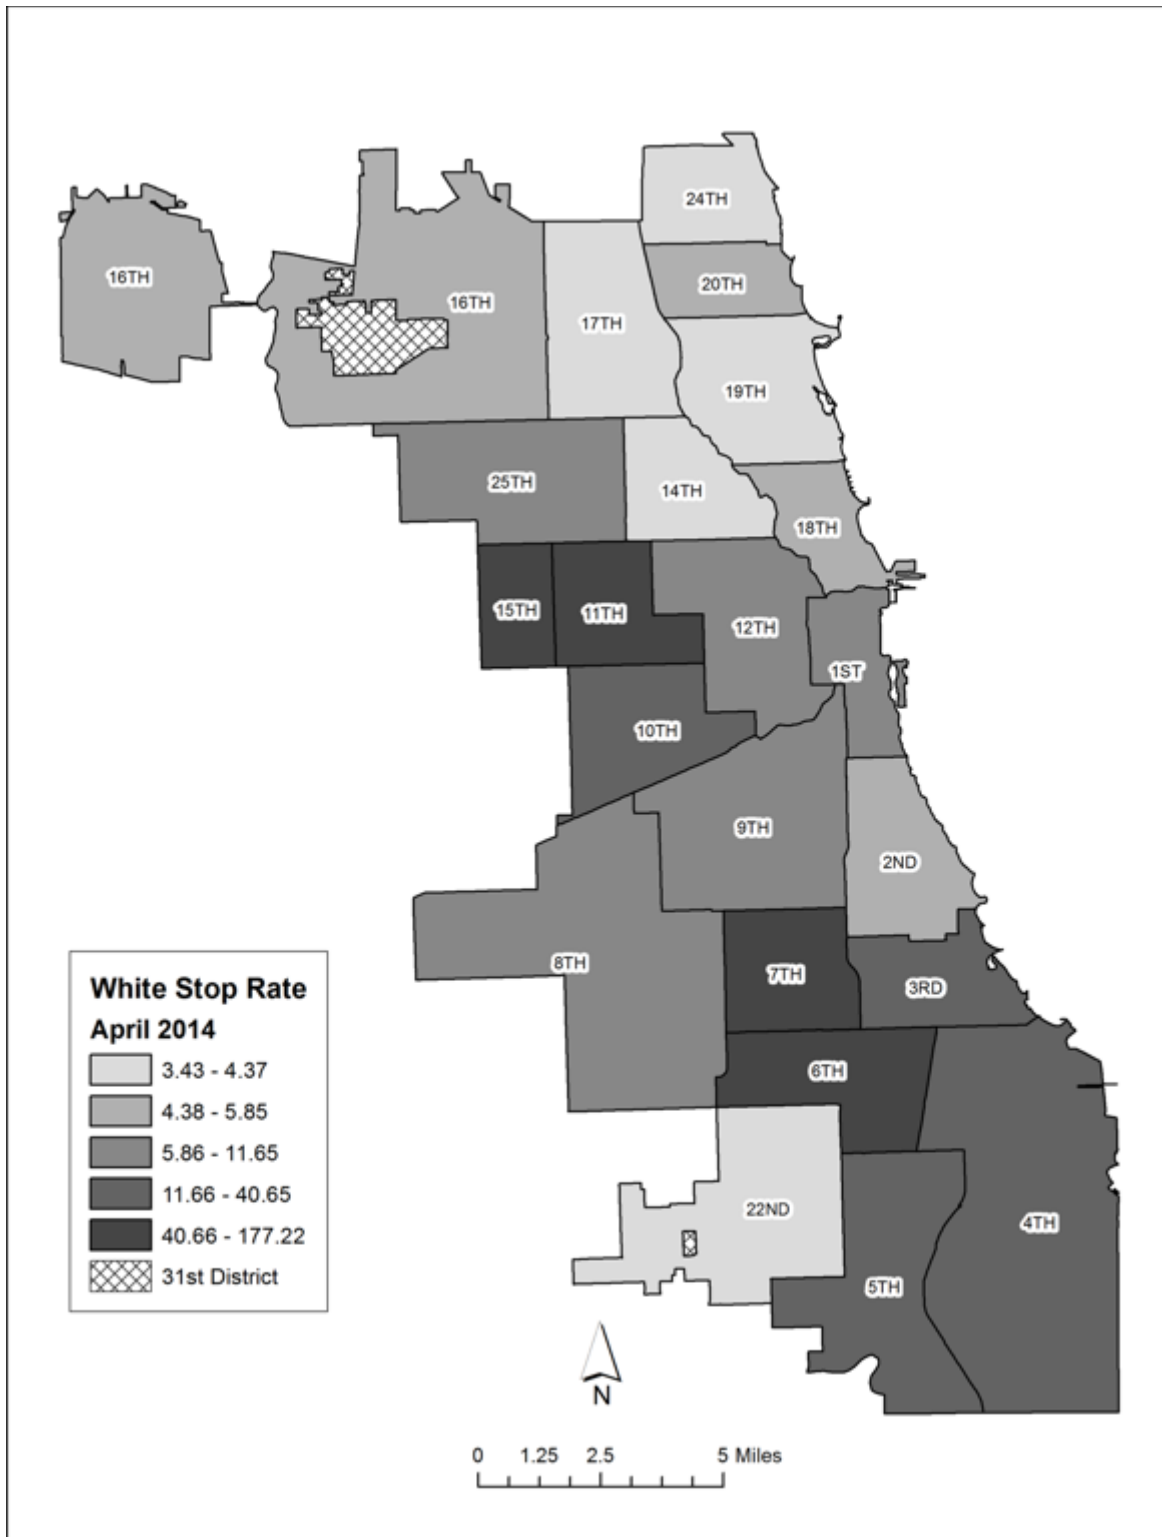 24TH
16TH
20TH
16TH
17TH
19TH
25TH
14TH
18TH
15TH
11TH
12TH
1ST
10TH
9TH
2ND
8TH
7TH
3RD
6TH
22ND
4TH
5TH
White Stop Rate
April 2014
3.43 - 4.37
4.38 - 5.85
5.86 - 11.65
11.66 - 40.65
40.66 - 177.22
31st District
N
0 1.25 2.5 5 Miles